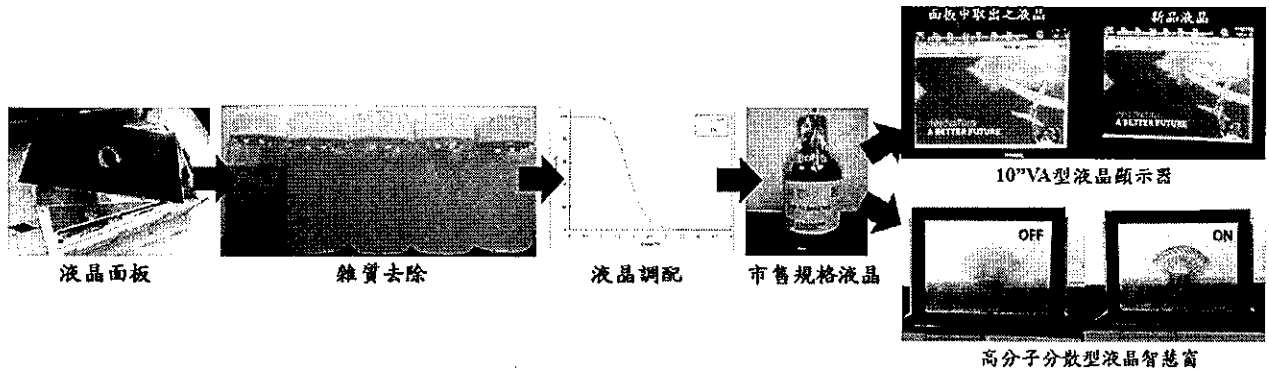 面板中取出之液晶
新品液晶
A BETTER FUTURE
A BETTER FUTURE
10”VA型液晶顯示器
液晶面板
雜質去除
液晶調配
市售規格液晶
OFF
ON
高分子分散型液晶智慧窗